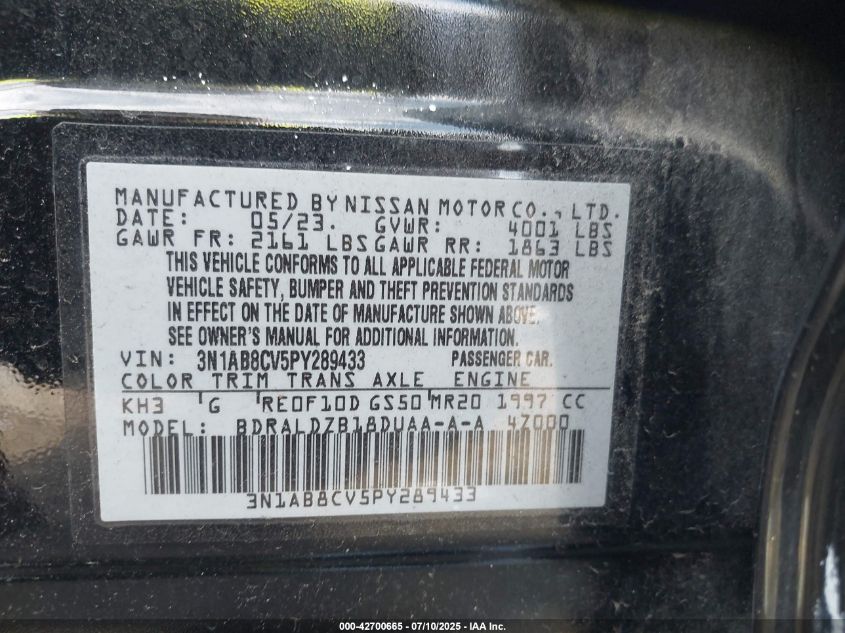 MANUFACTURED BY NISSAN MOTOR CO., LTD.
DATE: 05/23. GVWR: 4001 LBS
GAWR FR: 2161 LBS GAWR RR: 1863 LBS
THIS VEHICLE CONFORMS TO ALL APPLICABLE FEDERAL MOTOR
VEHICLE SAFETY, BUMPER AND THEFT PREVENTION STANDARDS
IN EFFECT ON THE DATE OF MANUFACTURE SHOWN ABOVE.
SEE OWNER'S MANUAL FOR ADDITIONAL INFORMATION.
VIN: 3N1AB8CV5PY289433 PASSENGER CAR.
COLOR TRIM TRANS AXLE ENGINE
KH3 G RE0F10D GS50 MR20 1997 CC
MODEL: BDRALDZB18DUAA-A-A 4Z000
3N1AB8CV5PY289433
000-42700665 - 07/10/2025 - IAA Inc.